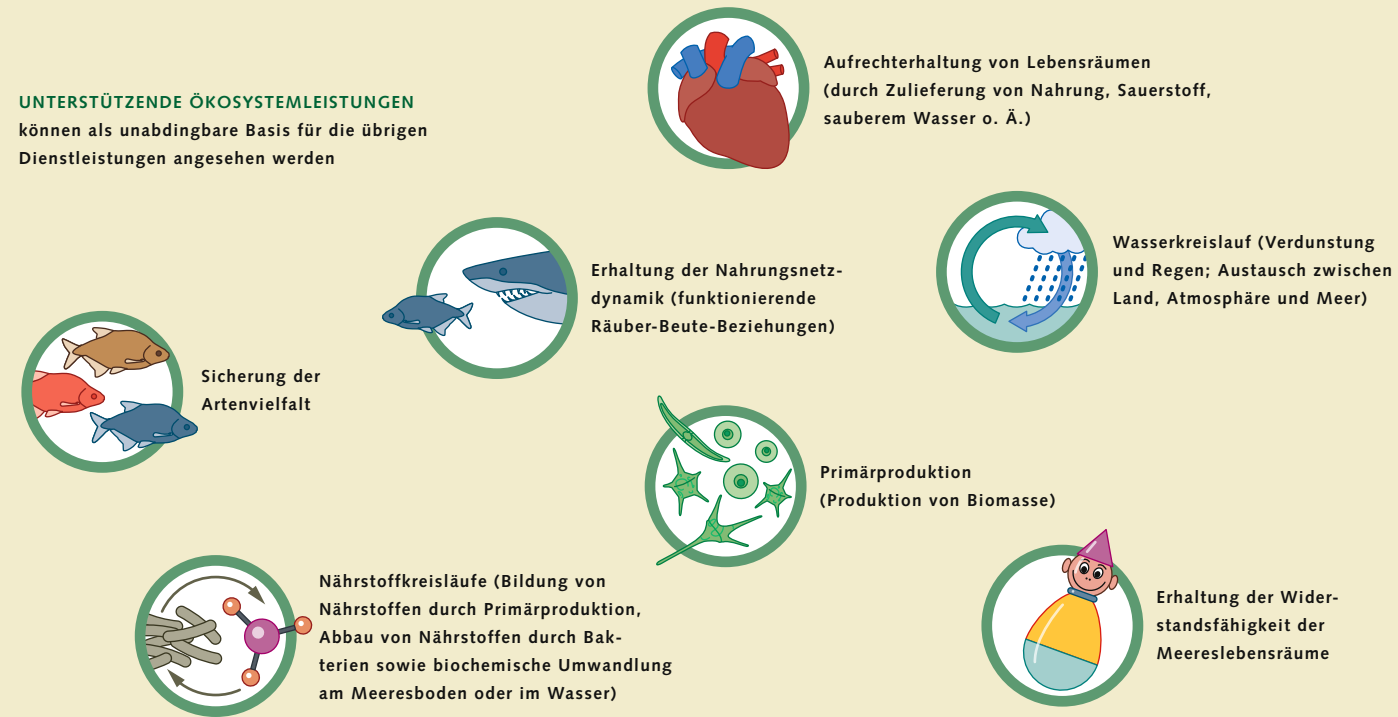 UNTERSTÜTZENDE ÖKOSYSTEMLEISTUNGEN
können als unabdingbare Basis für die übrigen
Dienstleistungen angesehen werden
Aufrechterhaltung von Lebensräumen
(durch Zulieferung von Nahrung, Sauerstoff,
sauberem Wasser o. Ä.)
Erhaltung der Nahrungsnetz-
dynamik (funktionierende
Räuber-Beute-Beziehungen)
Wasserkreislauf (Verdunstung
und Regen; Austausch zwischen
Land, Atmosphäre und Meer)
Sicherung der
Artenvielfalt
Primärproduktion
(Produktion von Biomasse)
Nährstoffkreisläufe (Bildung von
Nährstoffen durch Primärproduktion,
Abbau von Nährstoffen durch Bak-
terien sowie biochemische Umwandlung
am Meeresboden oder im Wasser)
Erhaltung der Wider-
standsfähigkeit der
Meereslebensräume